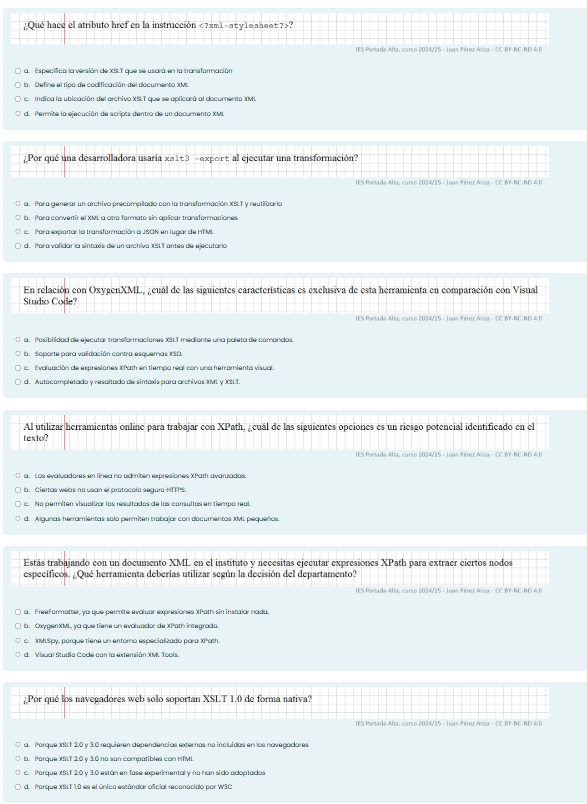 ¿Qué hace el atributo href en la instrucción <?xml-stylesheet?>?
IES Portada Alta, curso 2024/25 - Juan Pérez Ariza - CC BY-NC-ND 4.0
a. Especifica la versión de XSLT que se usará en la transformación
b. Define el tipo de codificación del documento XML
c. Indica la ubicación del archivo XSLT que se aplicará al documento XML
d. Permite la ejecución de scripts dentro de un documento XML
¿Por qué una desarrolladora usaría xslt3 -export al ejecutar una transformación?
IES Portada Alta, curso 2024/25 - Juan Pérez Ariza - CC BY-NC-ND 4.0
a. Para generar un archivo precompilado con la transformación XSLT y reutilizarlo
b. Para convertir el XML a otro formato sin aplicar transformaciones
c. Para exportar la transformación a JSON en lugar de HTML
d. Para validar la sintaxis de un archivo XSLT antes de ejecutarlo
En relación con OxygenXML, ¿cuál de las siguientes características es exclusiva de esta herramienta en comparación con Visual
Studio Code?
IES Portada Alta, curso 2024/25 - Juan Pérez Ariza - CC BY-NC-ND 4.0
a. Posibilidad de ejecutar transformaciones XSLT mediante una paleta de comandos.
b. Soporte para validación contra esquemas XSD.
c. Evaluación de expresiones XPath en tiempo real con una herramienta visual.
d. Autocompletado y resaltado de sintaxis para archivos XML y XSLT.
Al utilizar herramientas online para trabajar con XPath, ¿cuál de las siguientes opciones es un riesgo potencial identificado en el
texto?
IES Portada Alta, curso 2024/25 - Juan Pérez Ariza - CC BY-NC-ND 4.0
a. Los evaluadores en línea no admiten expresiones XPath avanzadas.
b. Ciertas webs no usan el protocolo seguro HTTPS.
c. No permiten visualizar los resultados de las consultas en tiempo real.
d. Algunas herramientas solo permiten trabajar con documentos XML pequeños.
Estás trabajando con un documento XML en el instituto y necesitas ejecutar expresiones XPath para extraer ciertos nodos
específicos. ¿Qué herramienta deberías utilizar según la decisión del departamento?
IES Portada Alta, curso 2024/25 - Juan Pérez Ariza - CC BY-NC-ND 4.0
a. FreeFormatter, ya que permite evaluar expresiones XPath sin instalar nada.
b. OxygenXML, ya que tiene un evaluador de XPath integrado.
c. XMLSpy, porque tiene un entorno especializado para XPath.
d. Visual Studio Code con la extensión XML Tools.
¿Por qué los navegadores web solo soportan XSLT 1.0 de forma nativa?
IES Portada Alta, curso 2024/25 - Juan Pérez Ariza - CC BY-NC-ND 4.0
a. Porque XSLT 2.0 y 3.0 requieren dependencias externas no incluidas en los navegadores
b. Porque XSLT 2.0 y 3.0 no son compatibles con HTML
c. Porque XSLT 2.0 y 3.0 están en fase experimental y no han sido adoptados
d. Porque XSLT 1.0 es el único estándar oficial reconocido por W3C